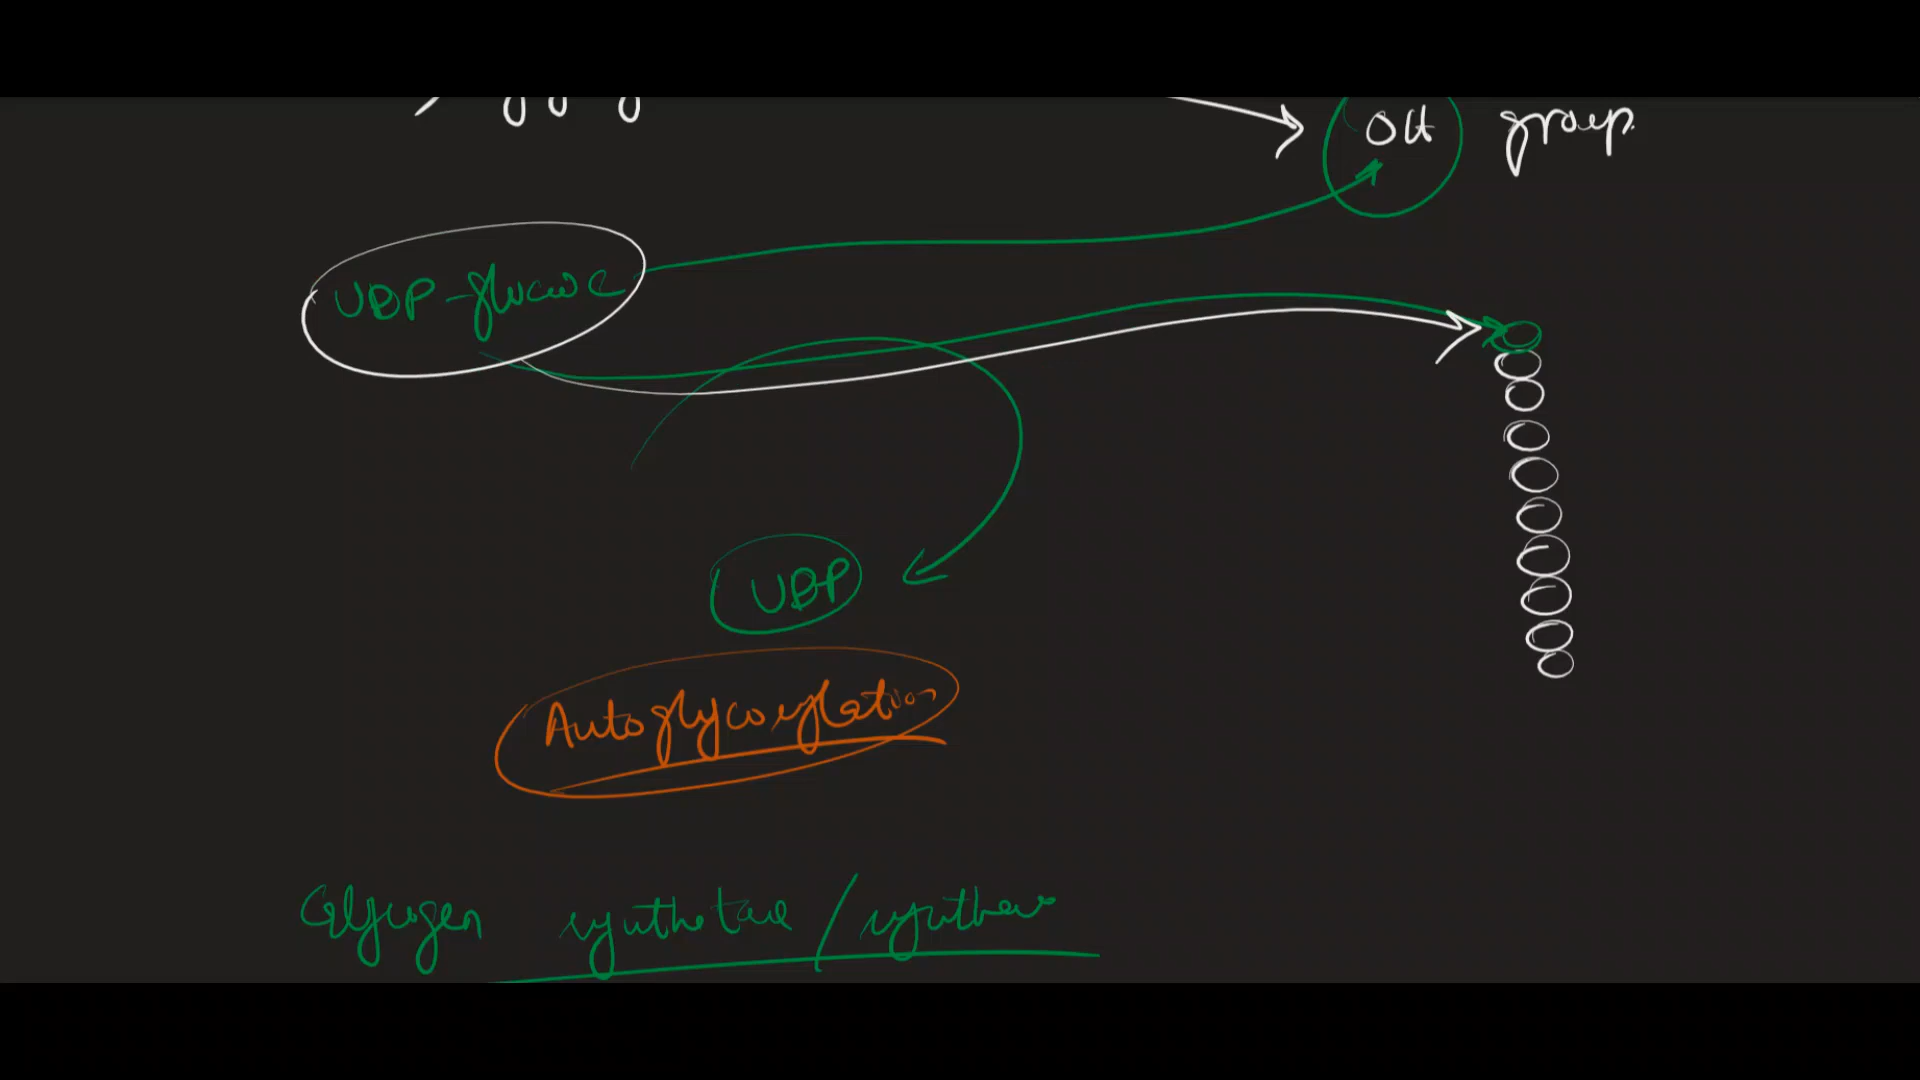 OH group
UDP-glucose
UDP
Autoglycosylation
Glycogen synthetase / synthase